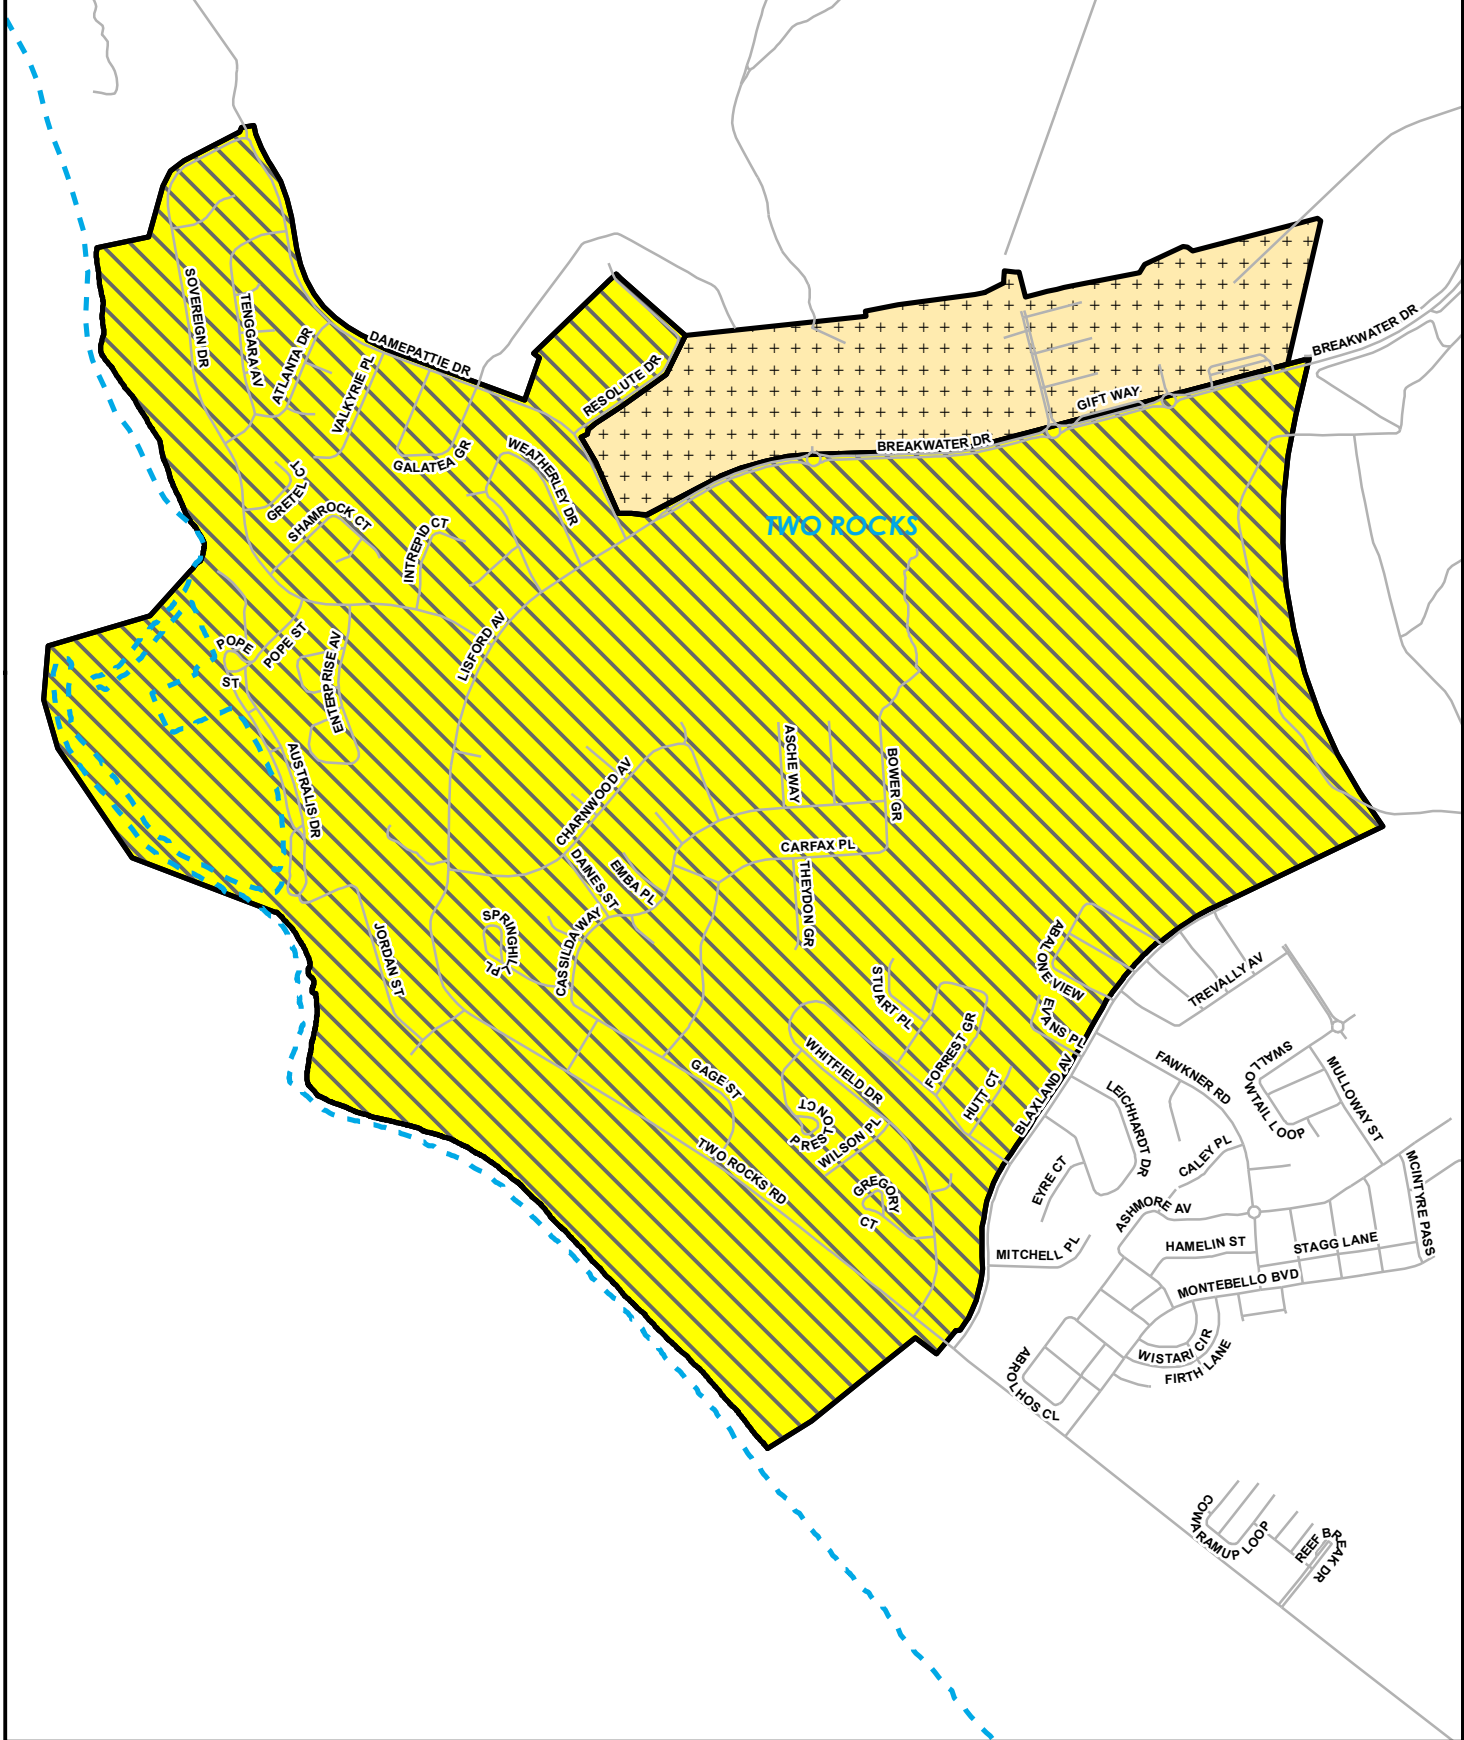 SOVEREIGN DR
TENGGARA AV
ATLANTA DR
VALKYRIE PL
DAMEPATTIE DR
RESOLUTE DR
BREAKWATER DR
GIFT WAY
BREAKWATER DR
GALATEA GR
WEATHERLEY DR
GRETEL CT
SHAMROCK CT
INTREPID CT
TWO ROCKS
POPE ST
POPE ST
ENTERPRISE AV
LISFORD AV
AUSTRALIS DR
CHARNWOOD AV
ASCHE WAY
BOWER GR
CARFAX PL
DAINES ST
EMBA PL
THEYDON GR
SPRINGHILL PL
CASSILDA WAY
JORDAN ST
STUART PL
ABALONE VIEW
EVANS PL
TREVALLY AV
FORREST GR
WHITFIELD DR
GAGE ST
HUTT CT
BLAXLAND AV
PRESTON CT
WILSON PL
TWO ROCKS RD
GREGORY CT
FAWKNER RD
SWALLOWTAIL LOOP
MULLOWAY ST
LEICHHARDT DR
CALEY PL
EYRE CT
ASHMORE AV
MCINTYRE PASS
MITCHELL PL
HAMELIN ST
STAGG LANE
MONTEBELLO BVD
WISTARI CIR
FIRTH LANE
ABROLHOS CL
COWARAMUP LOOP
REEF BREAK DR